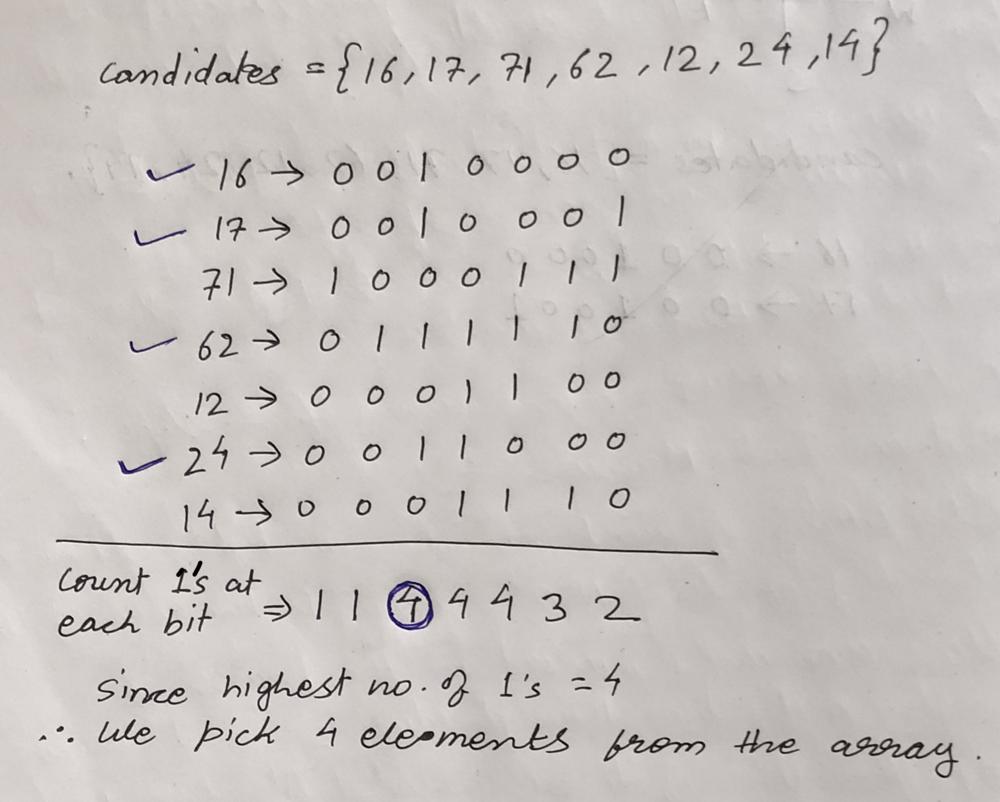 candidates = {16, 17, 71, 62, 12, 24, 14}
✓ 16 → 0 0 1 0 0 0 0
✓ 17 → 0 0 1 0 0 0 1
71 → 1 0 0 0 1 1 1
✓ 62 → 0 1 1 1 1 1 0
12 → 0 0 0 1 1 0 0
✓ 24 → 0 0 1 1 0 0 0
14 → 0 0 0 1 1 1 0
Count 1's at
each bit ⇒ 1 1 4 4 4 3 2
Since highest no. of 1's = 4
∴ We pick 4 elements from the array.